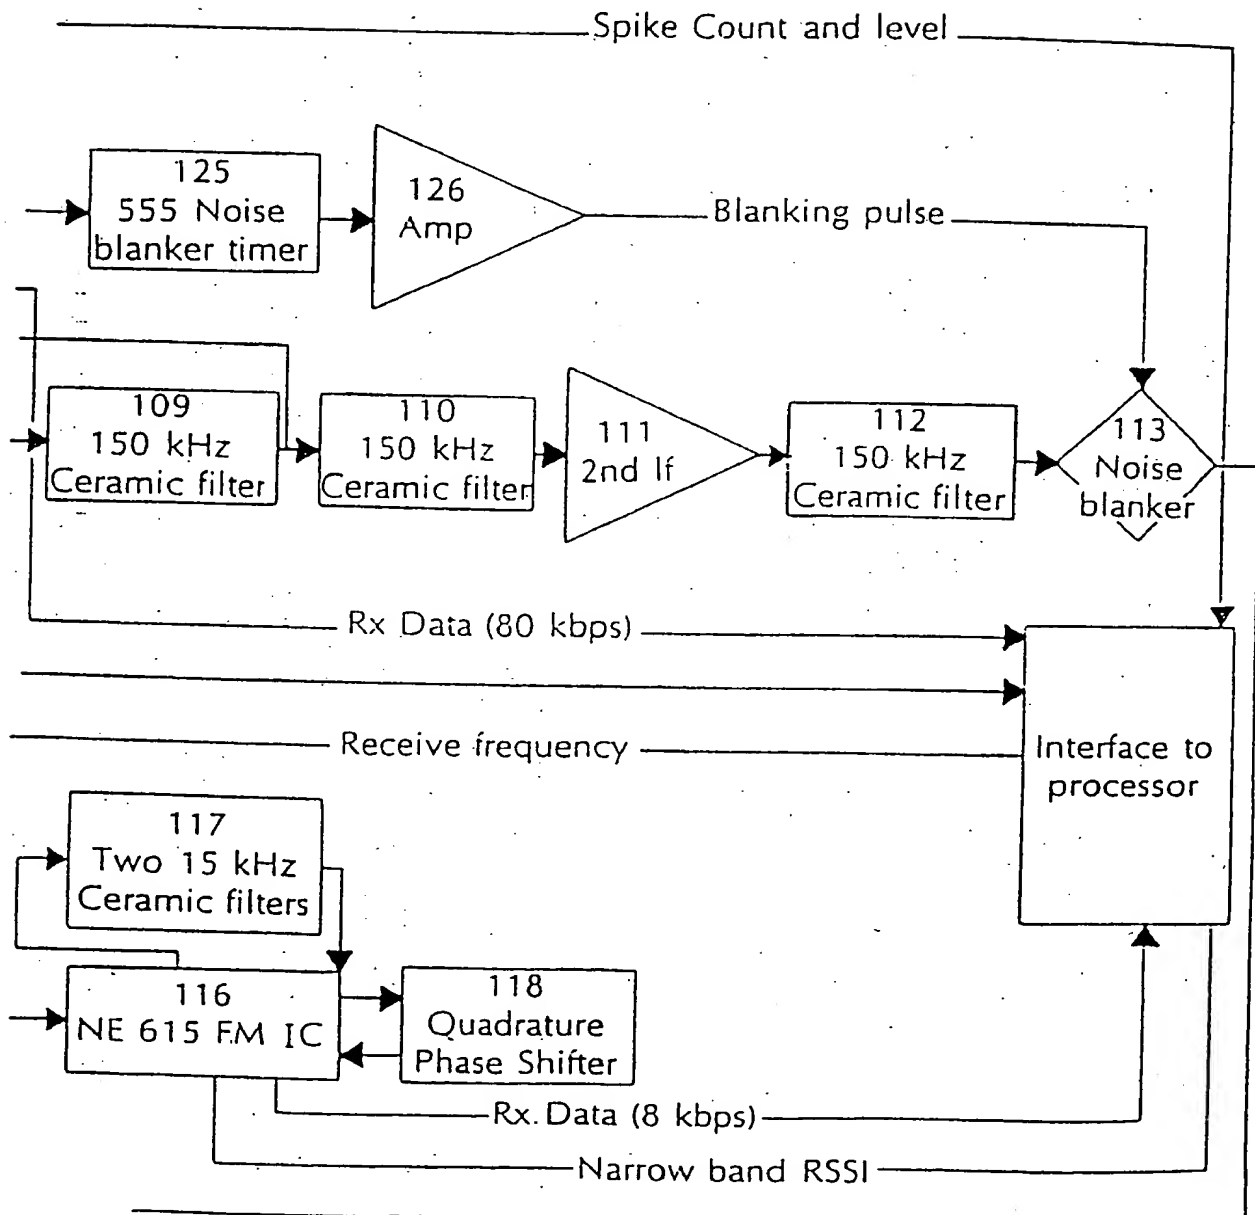 Spike Count and level
125
555 Noise
blanker timer
126
Amp
Blanking pulse
109
150 kHz
Ceramic filter
110
150 kHz
Ceramic filter
111
2nd If
112
150 kHz
Ceramic filter
113
Noise
blanker
Rx Data (80 kbps)
Receive frequency
Interface to
processor
117
Two 15 kHz
Ceramic filters
116
NE 615 FM IC
118
Quadrature
Phase Shifter
Rx Data (8 kbps)
Narrow band RSSI